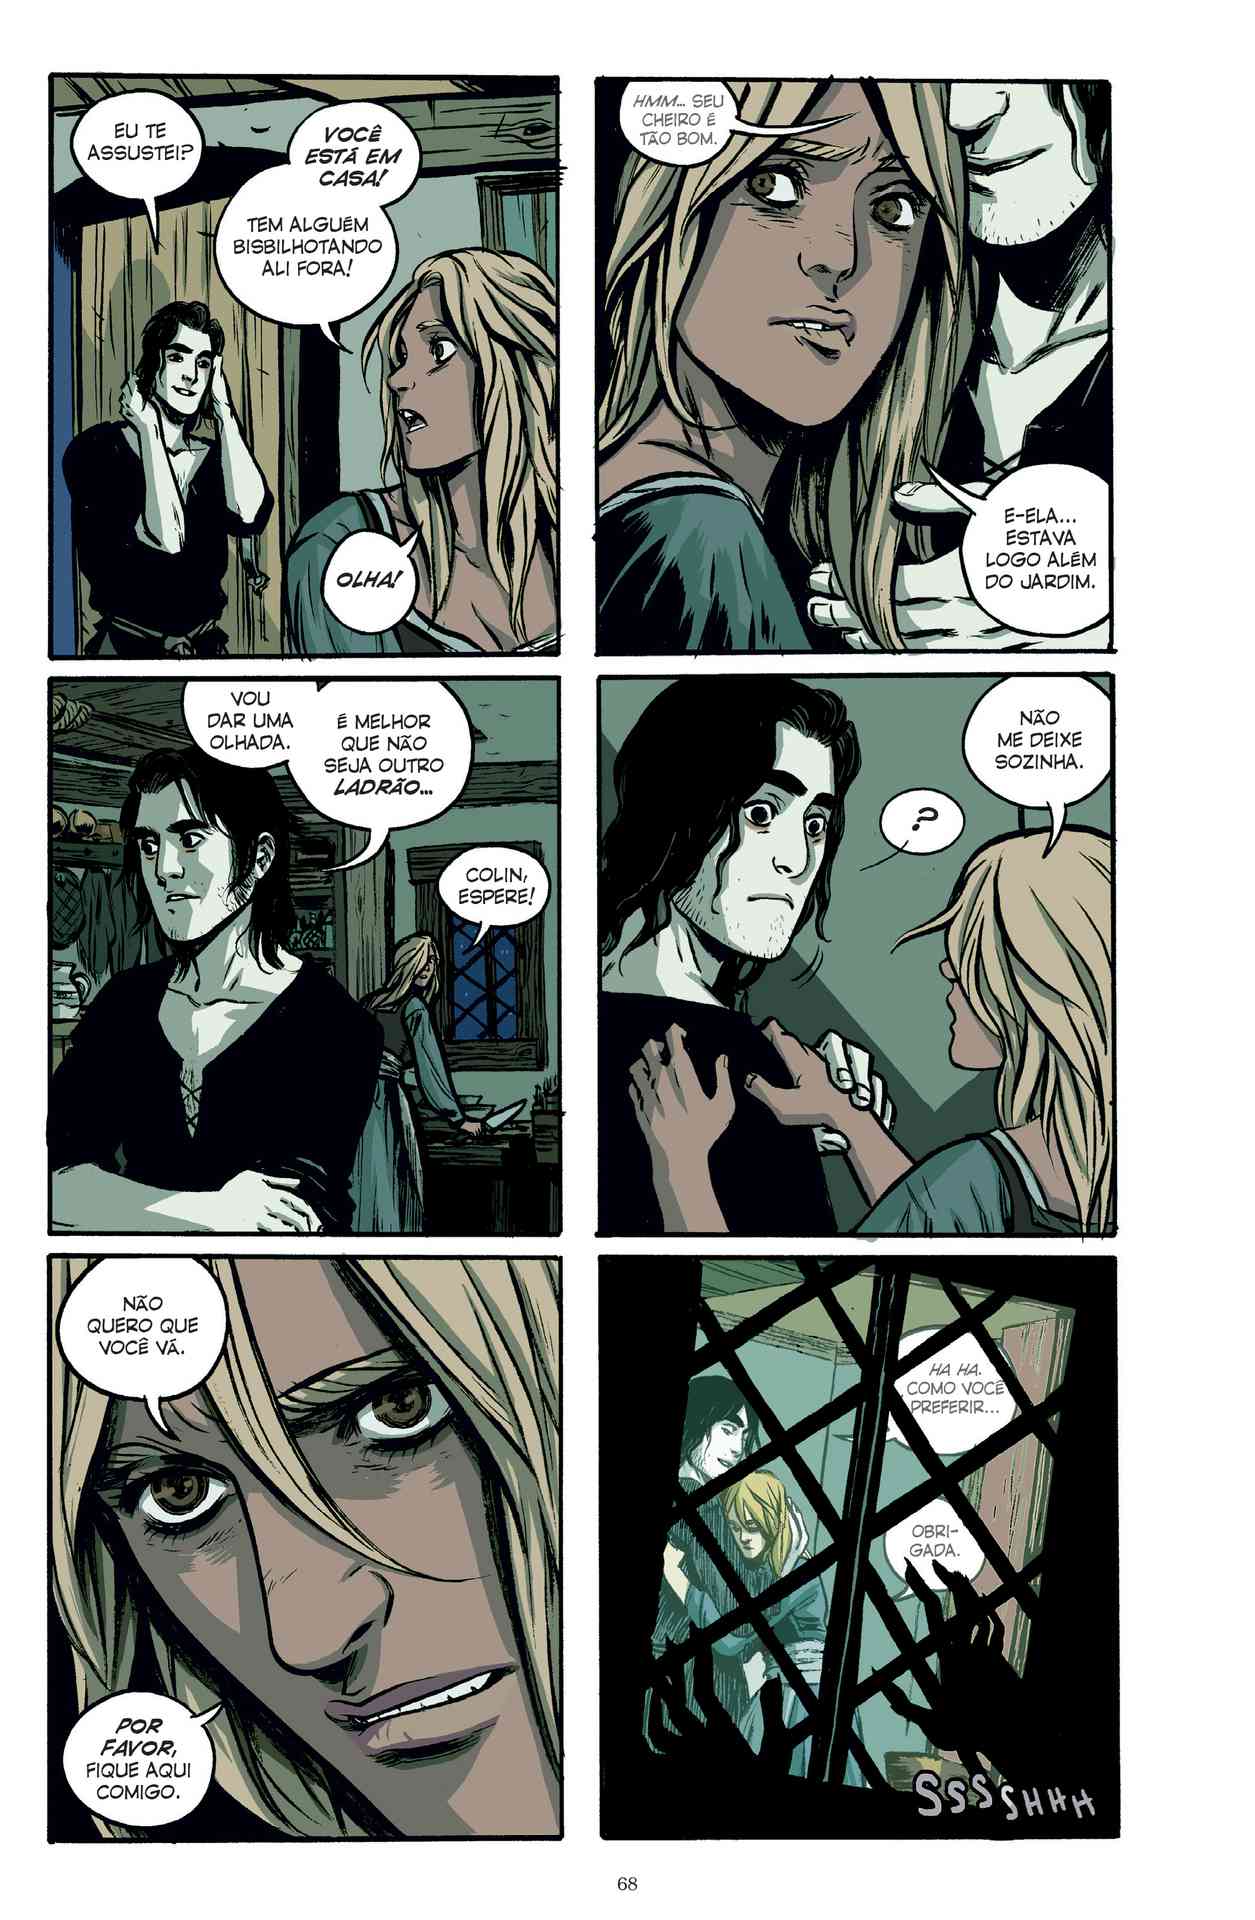 EU TE
ASSUSTEI?
VOCÊ
ESTÁ EM
CASA!
TEM ALGUÉM
BISBILHOTANDO
ALI FORA!
OLHA!
HMM... SEU
CHEIRO É
TÃO BOM.
E-ELA...
ESTAVA
LOGO ALÉM
DO JARDIM.
VOU
DAR UMA
OLHADA.
É MELHOR
QUE NÃO
SEJA OUTRO
LADRÃO...
COLIN,
ESPERE!
?
NÃO
ME DEIXE
SOZINHA.
NÃO
QUERO QUE
VOCÊ VÁ.
POR
FAVOR,
FIQUE AQUI
COMIGO.
HA HA.
COMO VOCÊ
PREFERIR...
OBRI-
GADA.
SSSSHHH
68